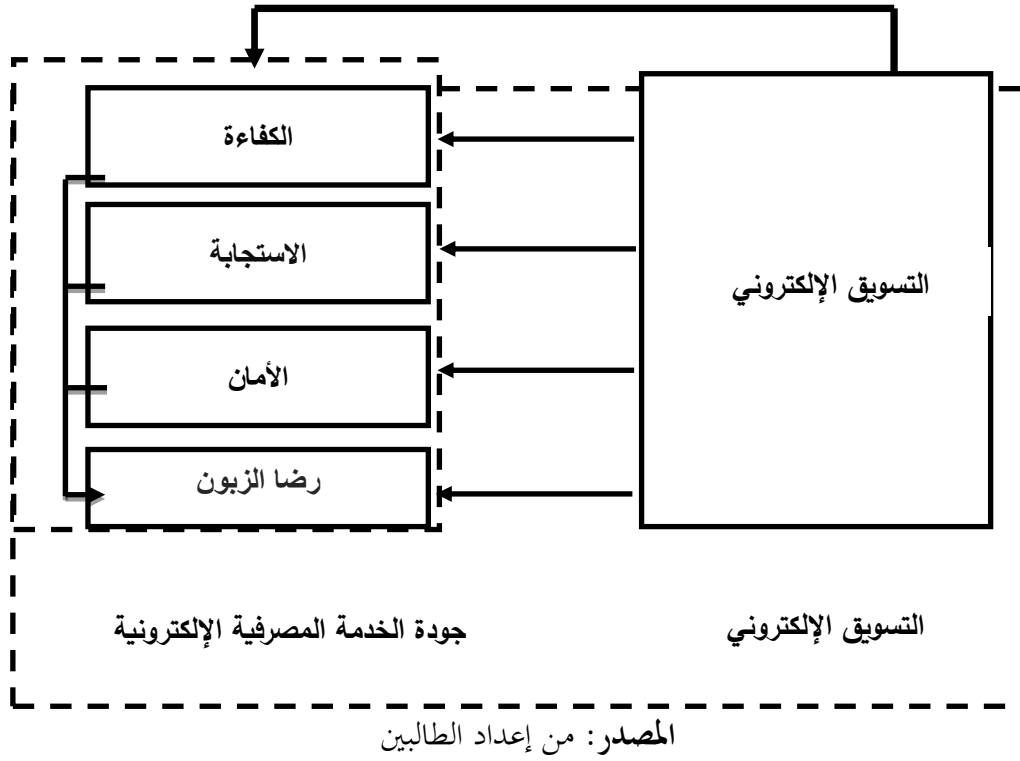 الكفاءة
الاستجابة
التسويق الإلكتروني
الأمان
رضا الزبون
التسويق الإلكتروني
جودة الخدمة المصرفية الإلكترونية
المصدر: من إعداد الطالبين